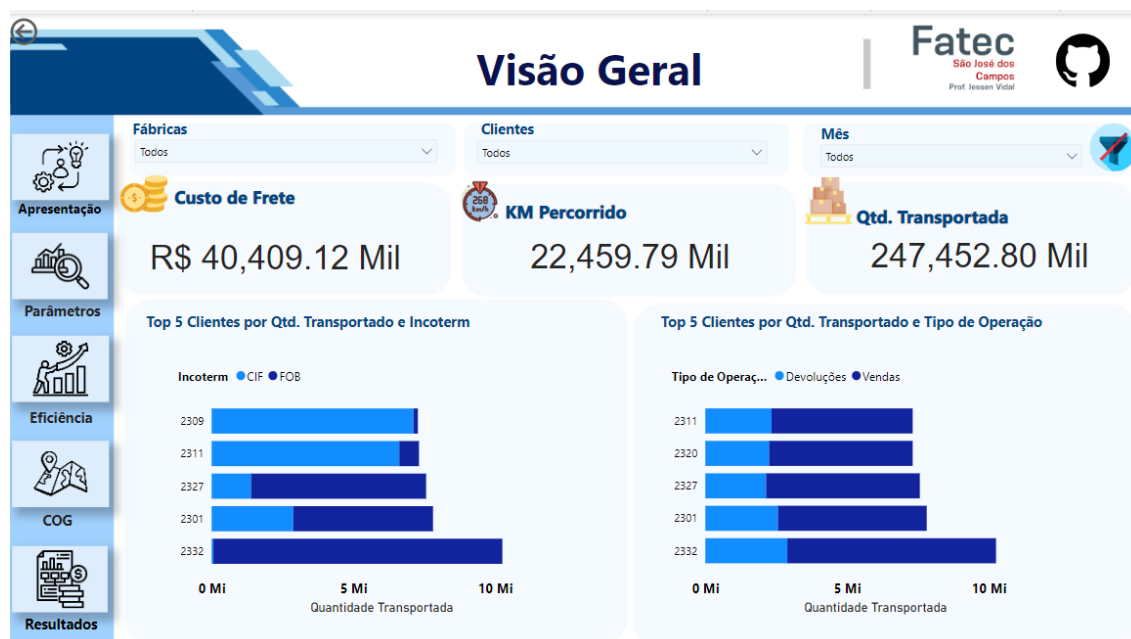 Visão Geral
Fatec
São José dos
Campos
Prof. Jessen Vidal
Fábricas
Todos
Clientes
Todos
Mês
Todos
Apresentação
Parâmetros
Eficiência
COG
Resultados
Custo de Frete
R$ 40,409.12 Mil
268
km/h
KM Percorrido
22,459.79 Mil
Qtd. Transportada
247,452.80 Mil
Top 5 Clientes por Qtd. Transportado e Incoterm
Incoterm CIF FOB
2309
2311
2327
2301
2332
0 Mi 5 Mi 10 Mi
Quantidade Transportada
Top 5 Clientes por Qtd. Transportado e Tipo de Operação
Tipo de Operaç... Devoluções Vendas
2311
2320
2327
2301
2332
0 Mi 5 Mi 10 Mi
Quantidade Transportada